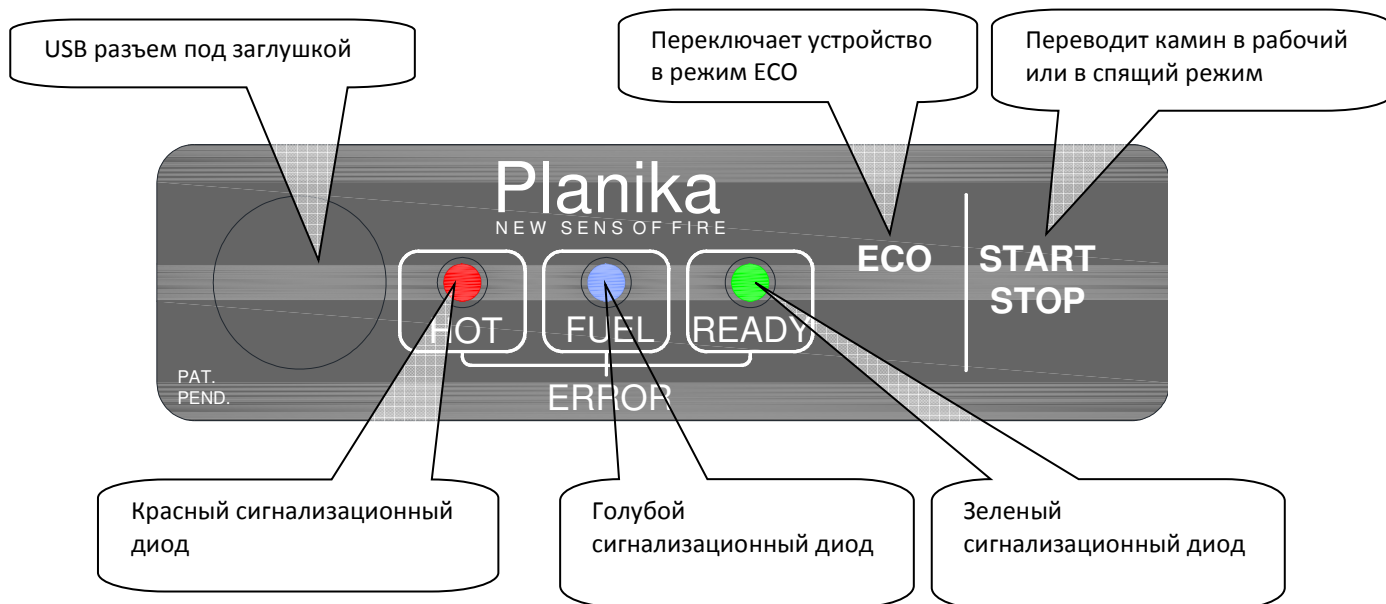 USB разъем под заглушкой
Переключает устройство
в режим ECO
Переводит камин в рабочий
или в спящий режим
Planika
NEW SENS OF FIRE
ECO
START
STOP
HOT
FUEL
READY
ERROR
PAT.
PEND.
Красный сигнализационный
диод
Голубой
сигнализационный диод
Зеленый
сигнализационный диод